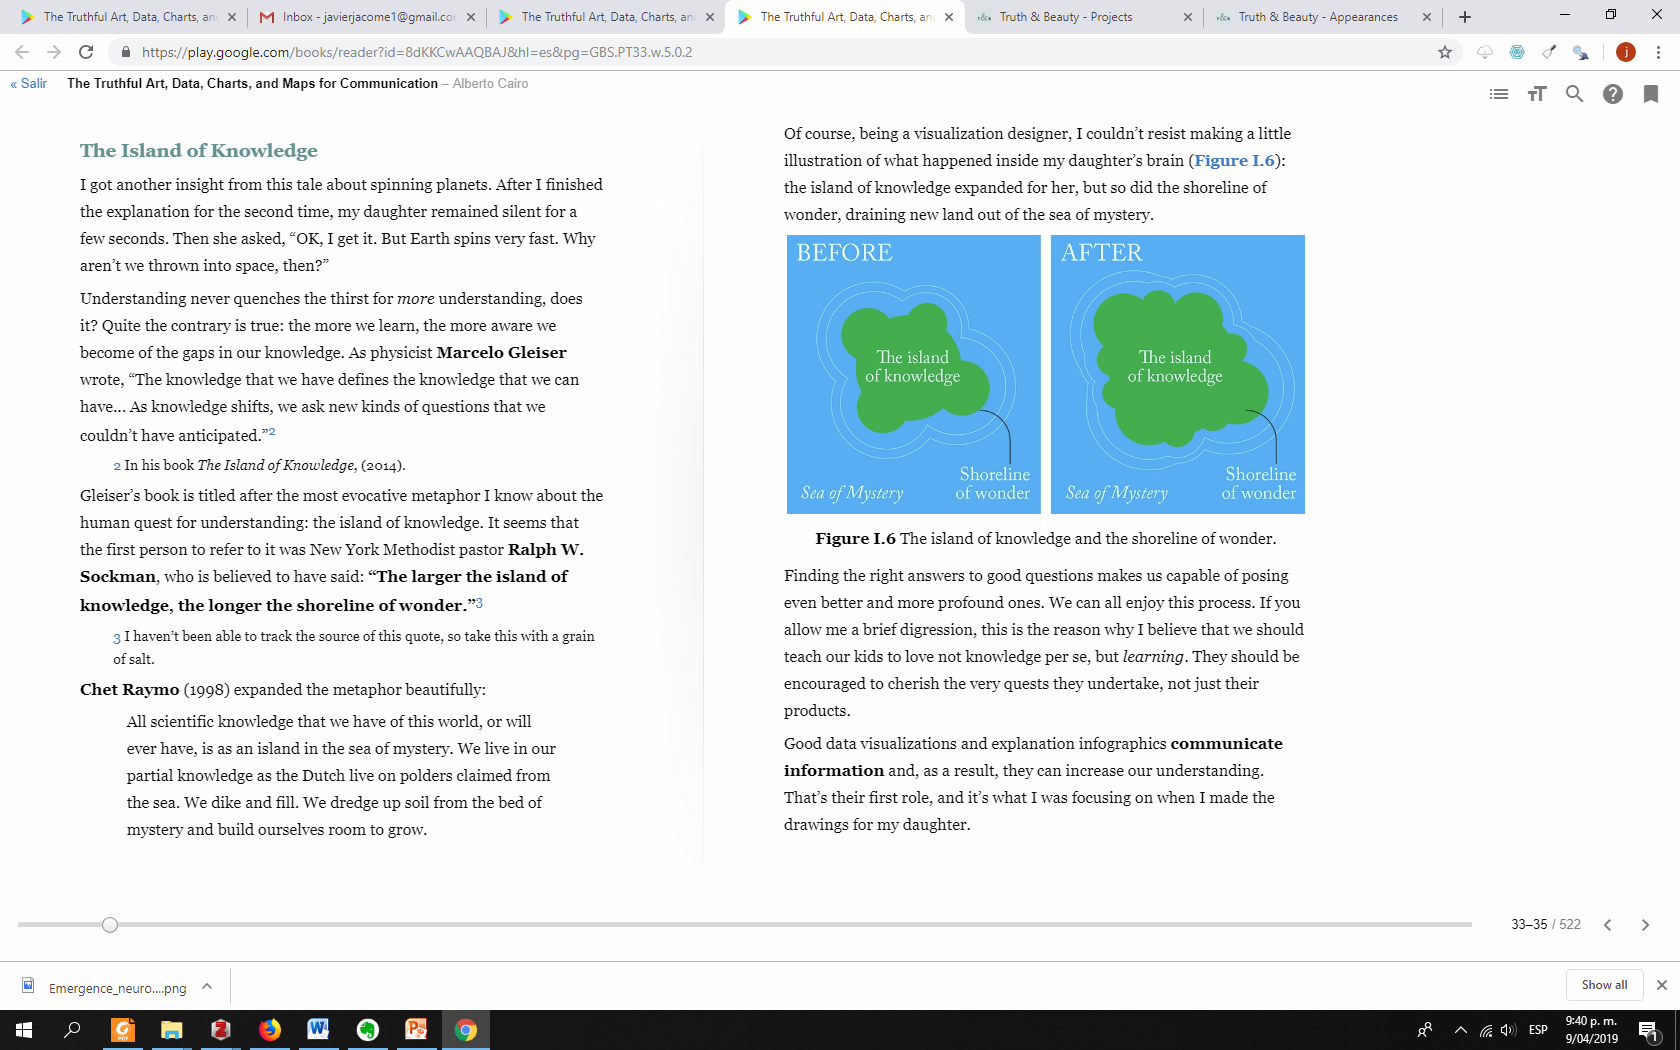 The Truthful Art, Data, Charts, an
Inbox - javierjacome1@gmail.co
The Truthful Art, Data, Charts, an
The Truthful Art, Data, Charts, an
Truth & Beauty - Projects
Truth & Beauty - Appearances
https://play.google.com/books/reader?id=8dKKCwAAQBAJ&hl=es&pg=GBS.PT33.w.5.0.2
j
« Salir
The Truthful Art, Data, Charts, and Maps for Communication – Alberto Cairo
The Island of Knowledge
I got another insight from this tale about spinning planets. After I finished
the explanation for the second time, my daughter remained silent for a
few seconds. Then she asked, “OK, I get it. But Earth spins very fast. Why
aren’t we thrown into space, then?”
Understanding never quenches the thirst for more understanding, does
it? Quite the contrary is true: the more we learn, the more aware we
become of the gaps in our knowledge. As physicist Marcelo Gleiser
wrote, “The knowledge that we have defines the knowledge that we can
have... As knowledge shifts, we ask new kinds of questions that we
couldn’t have anticipated.”2
2 In his book The Island of Knowledge, (2014).
Gleiser’s book is titled after the most evocative metaphor I know about the
human quest for understanding: the island of knowledge. It seems that
the first person to refer to it was New York Methodist pastor Ralph W.
Sockman, who is believed to have said: “The larger the island of
knowledge, the longer the shoreline of wonder.”3
3 I haven’t been able to track the source of this quote, so take this with a grain
of salt.
Chet Raymo (1998) expanded the metaphor beautifully:
All scientific knowledge that we have of this world, or will
ever have, is as an island in the sea of mystery. We live in our
partial knowledge as the Dutch live on polders claimed from
the sea. We dike and fill. We dredge up soil from the bed of
mystery and build ourselves room to grow.
Of course, being a visualization designer, I couldn’t resist making a little
illustration of what happened inside my daughter’s brain (Figure I.6):
the island of knowledge expanded for her, but so did the shoreline of
wonder, draining new land out of the sea of mystery.
BEFORE
The island
of knowledge
Shoreline
of wonder
Sea of Mystery
AFTER
The island
of knowledge
Shoreline
of wonder
Sea of Mystery
Figure I.6 The island of knowledge and the shoreline of wonder.
Finding the right answers to good questions makes us capable of posing
even better and more profound ones. We can all enjoy this process. If you
allow me a brief digression, this is the reason why I believe that we should
teach our kids to love not knowledge per se, but learning. They should be
encouraged to cherish the very quests they undertake, not just their
products.
Good data visualizations and explanation infographics communicate
information and, as a result, they can increase our understanding.
That’s their first role, and it’s what I was focusing on when I made the
drawings for my daughter.
33–35 / 522
Emergence_neuro....png
Show all
ESP
9:40 p. m.
9/04/2019
1